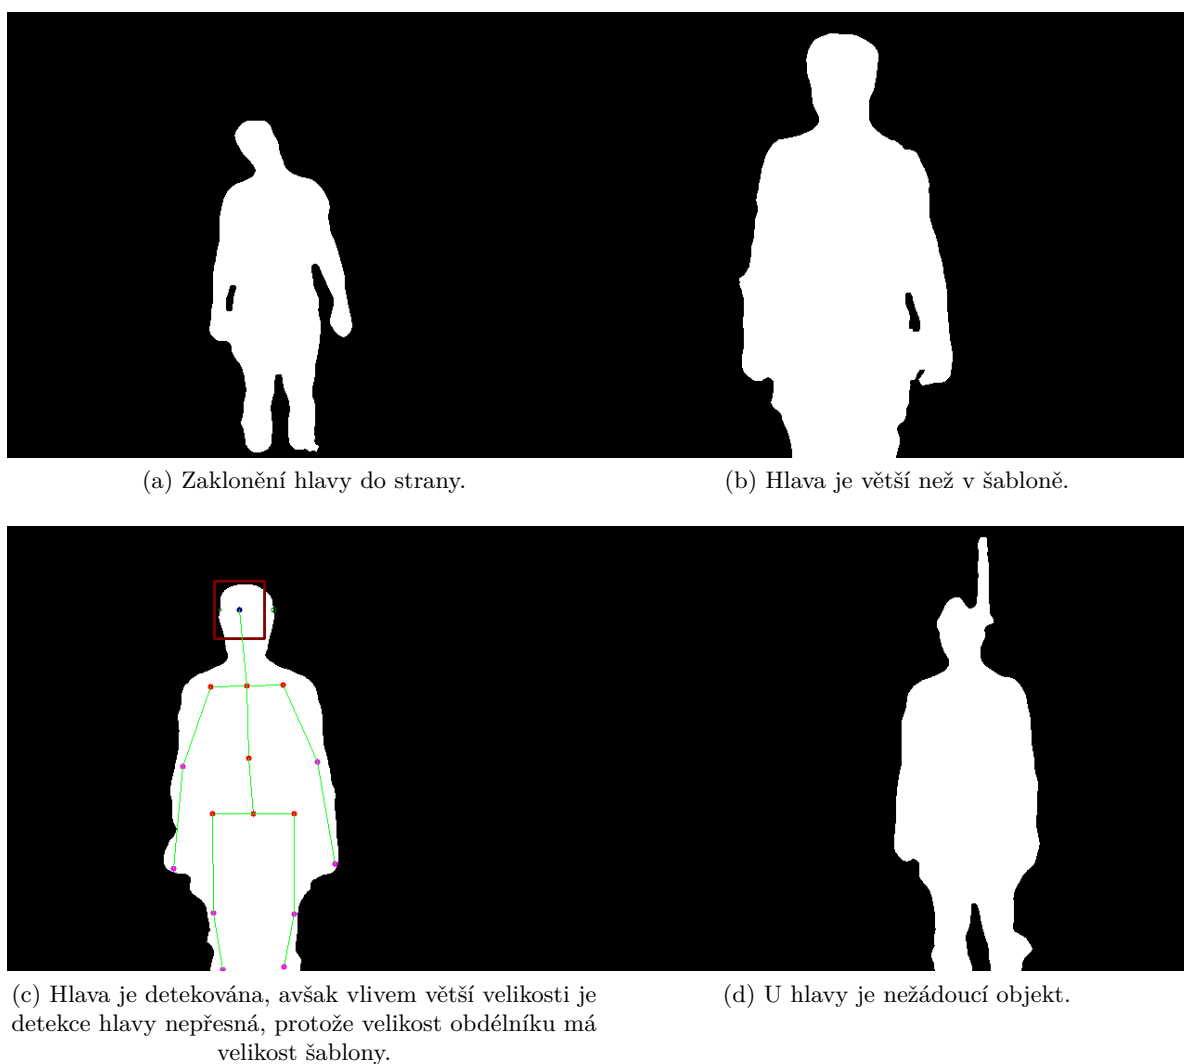 (a) Zaklonění hlavy do strany.
(b) Hlava je větší než v šabloně.
(c) Hlava je detekována, avšak vlivem větší velikosti je
detekce hlavy nepřesná, protože velikost obdélníku má
velikost šablony.
(d) U hlavy je nežádoucí objekt.